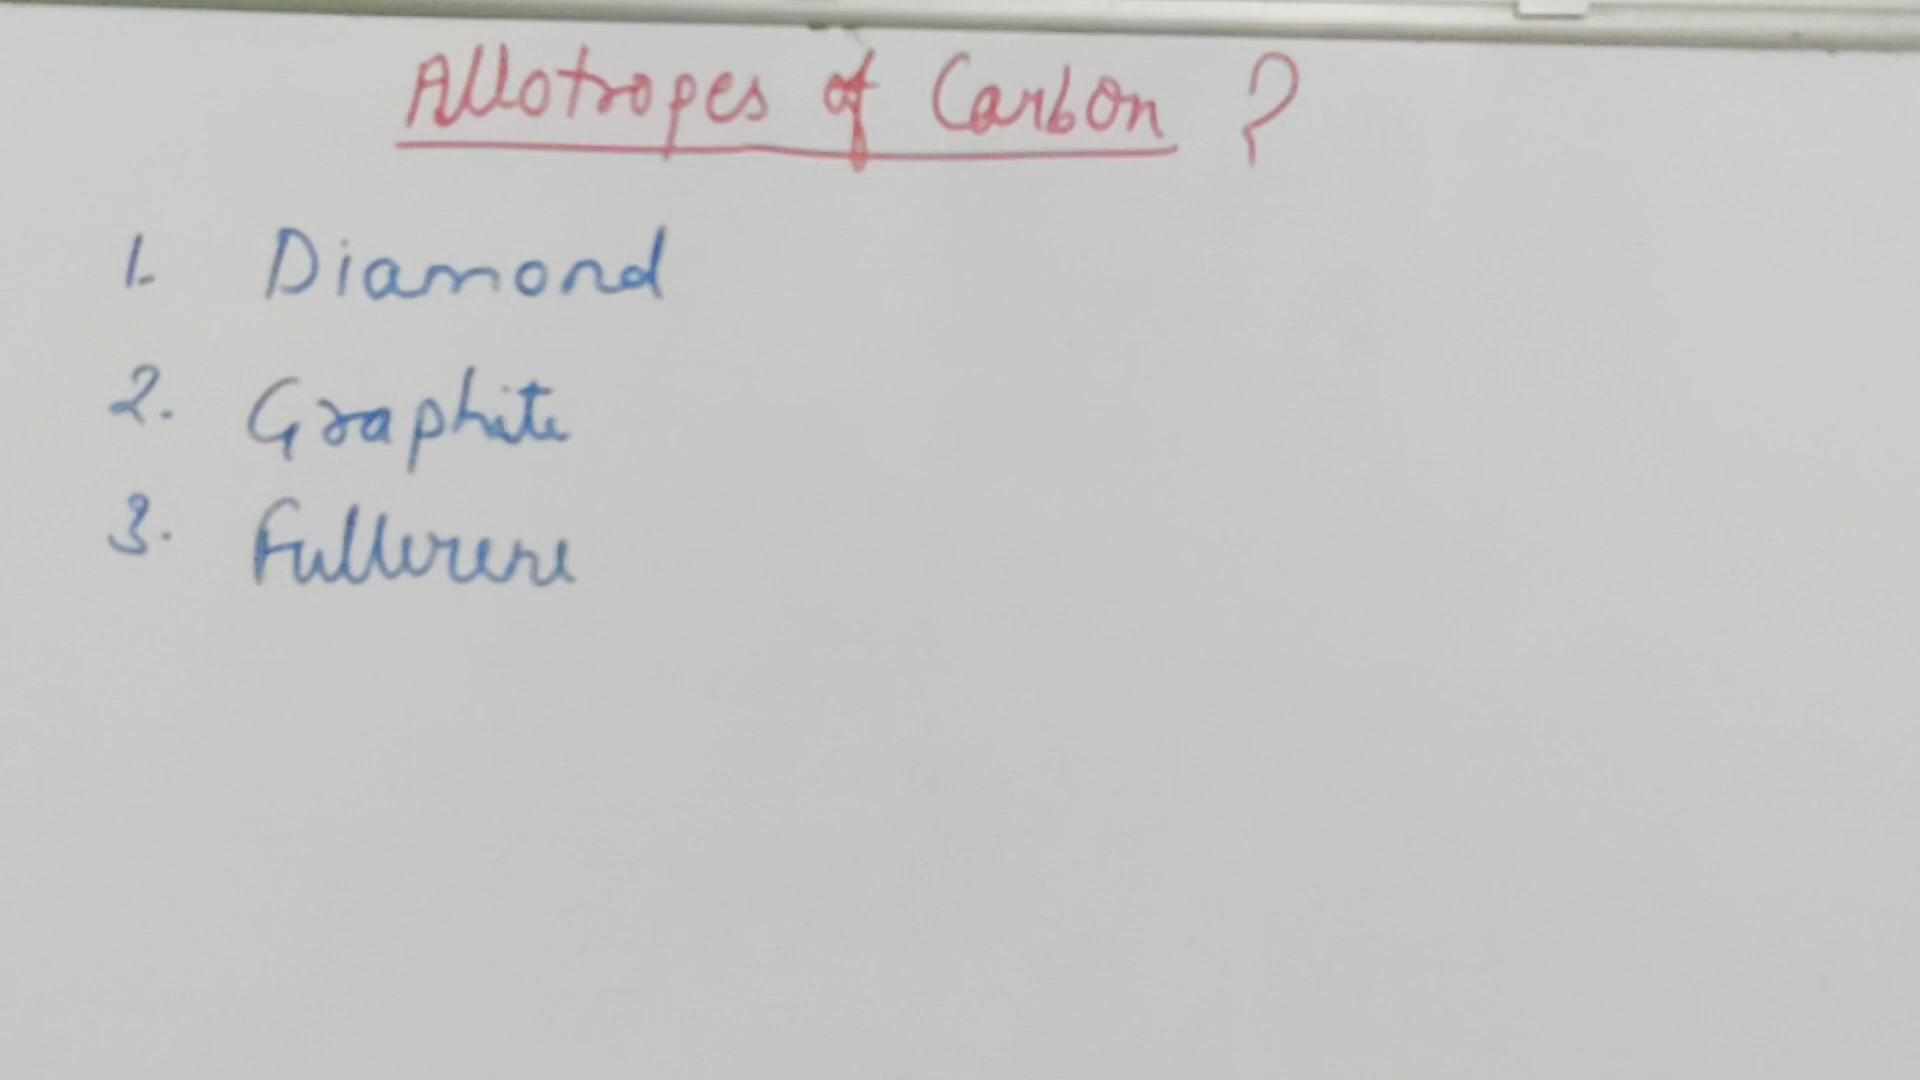 Allotropes of Carbon ?
1. Diamond
2. Graphite
3. Fullerene